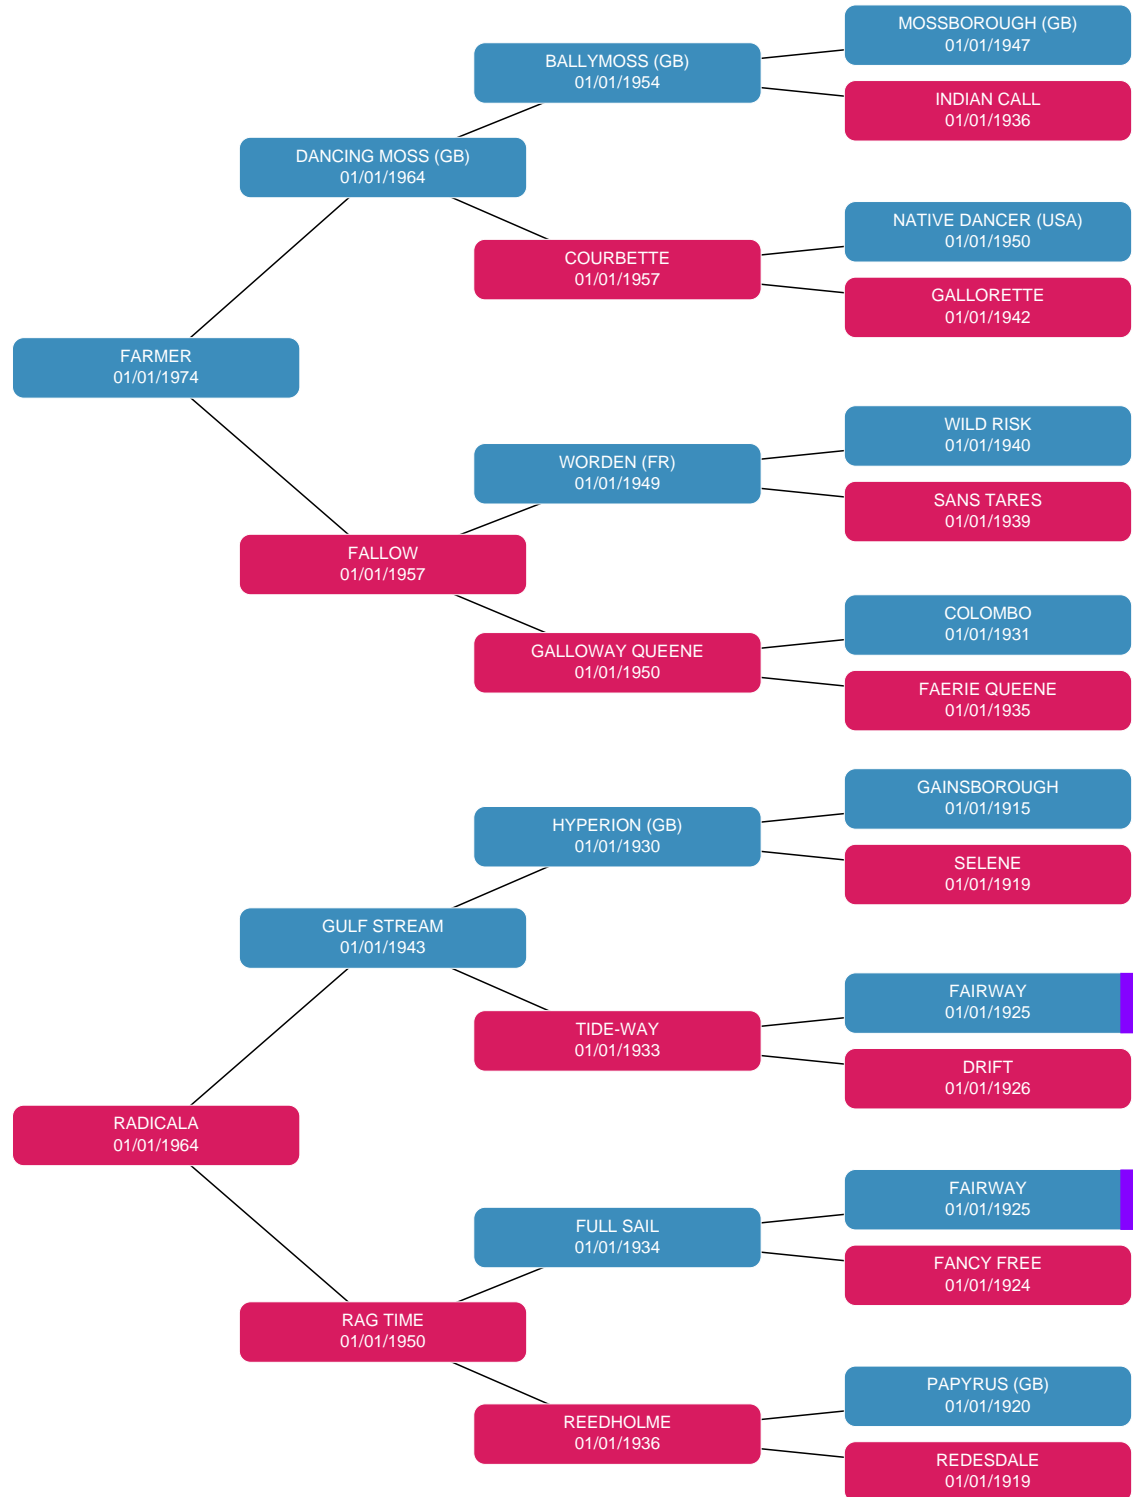 MOSSBOROUGH (GB)
01/01/1947
BALLYMOSS (GB)
01/01/1954
INDIAN CALL
01/01/1936
DANCING MOSS (GB)
01/01/1964
NATIVE DANCER (USA)
01/01/1950
COURBETTE
01/01/1957
GALLORETTE
01/01/1942
FARMER
01/01/1974
WILD RISK
01/01/1940
WORDEN (FR)
01/01/1949
SANS TARES
01/01/1939
FALLOW
01/01/1957
COLOMBO
01/01/1931
GALLOWAY QUEENE
01/01/1950
FAERIE QUEENE
01/01/1935
GAINSBOROUGH
01/01/1915
HYPERION (GB)
01/01/1930
SELENE
01/01/1919
GULF STREAM
01/01/1943
FAIRWAY
01/01/1925
TIDE-WAY
01/01/1933
DRIFT
01/01/1926
RADICALA
01/01/1964
FAIRWAY
01/01/1925
FULL SAIL
01/01/1934
FANCY FREE
01/01/1924
RAG TIME
01/01/1950
PAPYRUS (GB)
01/01/1920
REEDHOLME
01/01/1936
REDESDALE
01/01/1919